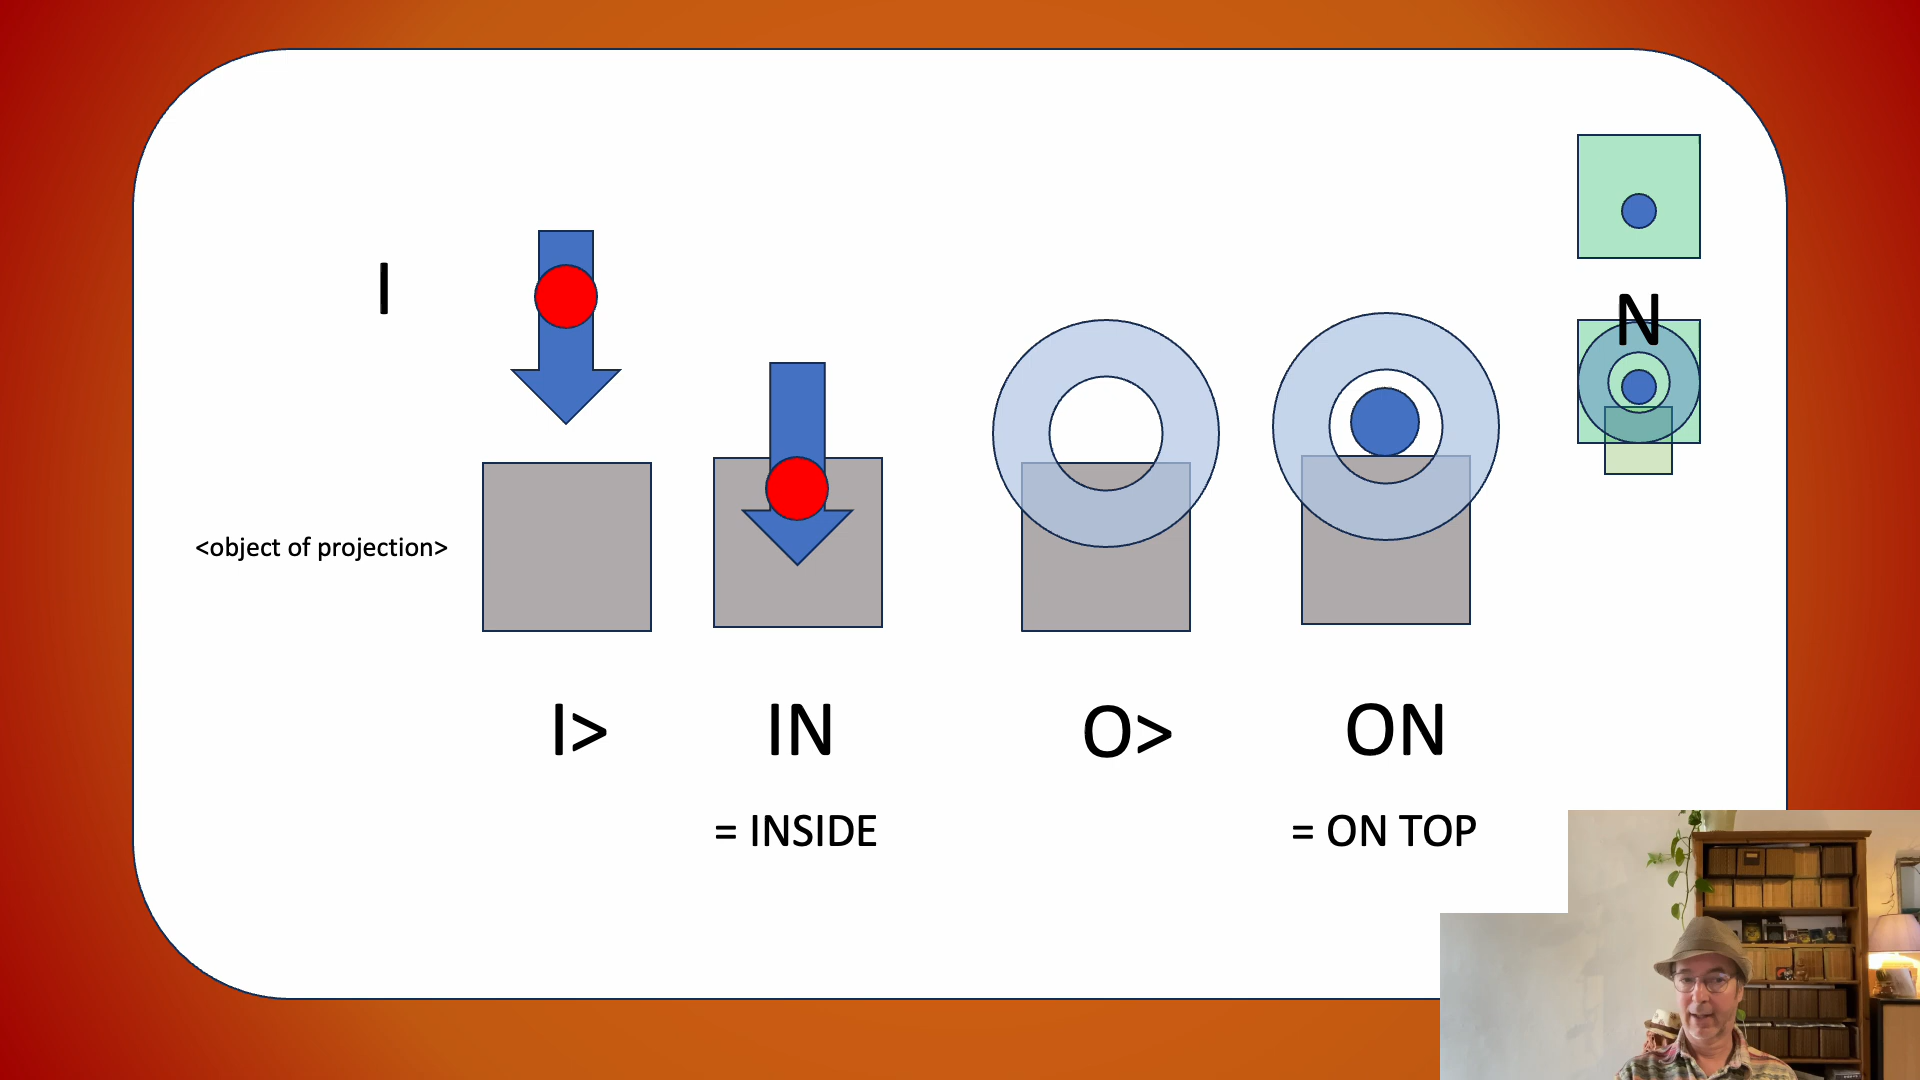 I
N
<object of projection>
I>
IN
O>
ON
= INSIDE
= ON TOP